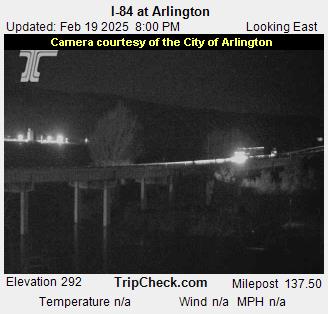 I-84 at Arlington
Updated: Feb 19 2025 8:00 PM Looking East
Camera courtesy of the City of Arlington
Elevation 292 TripCheck.com Milepost 137.50
Temperature n/a Wind n/a MPH n/a